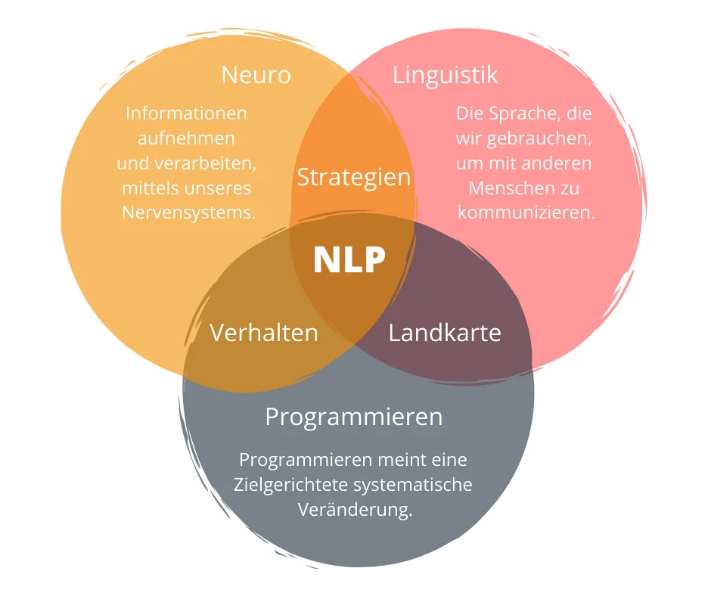 Neuro
Informationen
aufnehmen
und verarbeiten,
mittels unseres
Nervensystems.
Linguistik
Die Sprache, die
wir gebrauchen,
um mit anderen
Menschen zu
kommunizieren.
Strategien
NLP
Verhalten
Landkarte
Programmieren
Programmieren meint eine
Zielgerichtete systematische
Veränderung.